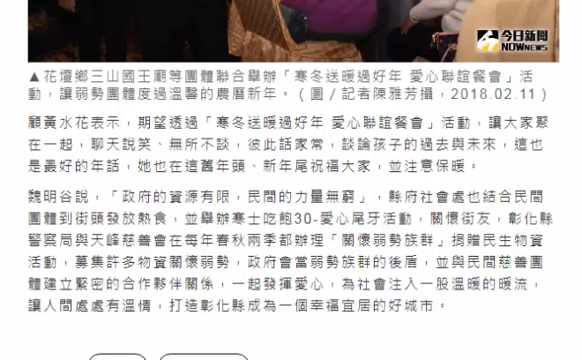 今日新聞
NOWNEWS
▲花壇鄉三山國王廟等團體聯合舉辦「寒冬送暖過好年 愛心聯誼餐會」活
動，讓弱勢團體度過溫馨的農曆新年。（圖／記者陳雅芳攝，2018.02.11）
顧黃水花表示，期望透過「寒冬送暖過好年 愛心聯誼餐會」活動，讓大家聚
在一起，聊天說笑、無所不談，彼此話家常，談論孩子的過去與未來，這也
是最好的年話，她也在這舊年頭、新年尾祝福大家，並注意保暖。
魏明谷說，「政府的資源有限，民間的力量無窮」，縣府社會處也結合民間
團體到街頭發放熱食，並舉辦寒士吃飽30-愛心尾牙活動，關懷街友，彰化縣
警察局與天峰慈善會在每年春秋兩季都辦理「關懷弱勢族群」捐贈民生物資
活動，募集許多物資關懷弱勢，政府會當弱勢族群的後盾，並與民間慈善團
體建立緊密的合作夥伴關係，一起發揮愛心，為社會注入一股溫暖的暖流，
讓人間處處有溫情，打造彰化縣成為一個幸福宜居的好城市。